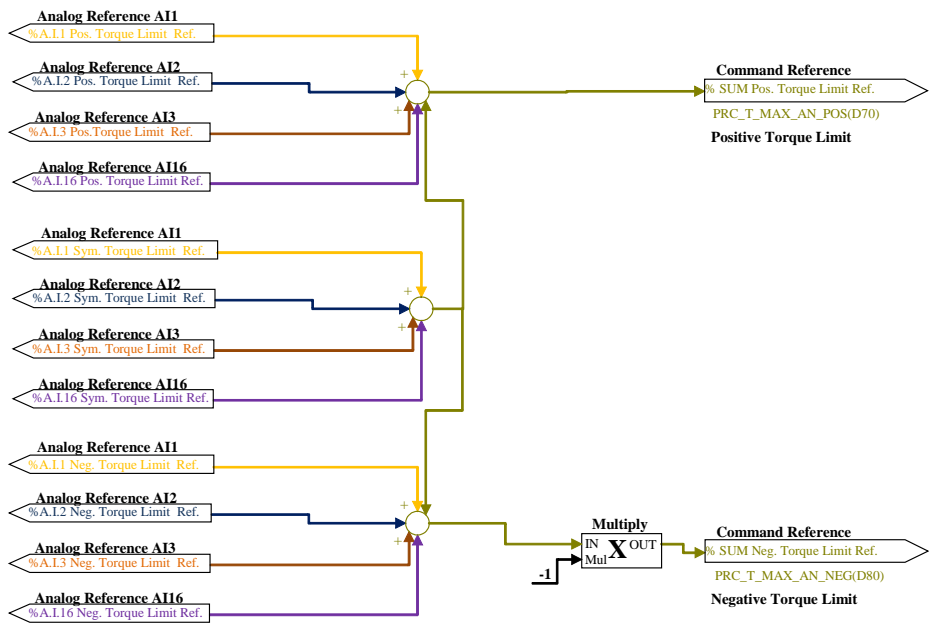 Analog Reference AI1
%A.I.1 Pos. Torque Limit  Ref.
+
Analog Reference AI2
%A.I.2 Pos. Torque Limit  Ref.
Command Reference
% SUM Pos. Torque Limit Ref.
+
Analog Reference AI3
%A.I.3 Pos.Torque Limit  Ref.
PRC_T_MAX_AN_POS(D70)
Positive Torque Limit
Analog Reference AI16
%A.I.16 Pos. Torque Limit Ref.
Analog Reference AI1
%A.I.1 Sym. Torque Limit  Ref.
+
Analog Reference AI2
%A.I.2 Sym. Torque Limit  Ref.
+
Analog Reference AI3
%A.I.3 Sym. Torque Limit  Ref.
Analog Reference AI16
%A.I.16 Sym. Torque Limit Ref.
Analog Reference AI1
%A.I.1 Neg. Torque Limit  Ref.
+
Analog Reference AI2
%A.I.2 Neg. Torque Limit  Ref.
+
Multiply
IN X OUT
Mul
-1
Command Reference
% SUM Neg. Torque Limit Ref.
Analog Reference AI3
%A.I.3 Neg. Torque Limit  Ref.
PRC_T_MAX_AN_NEG(D80)
Negative Torque Limit
Analog Reference AI16
%A.I.16 Neg. Torque Limit Ref.